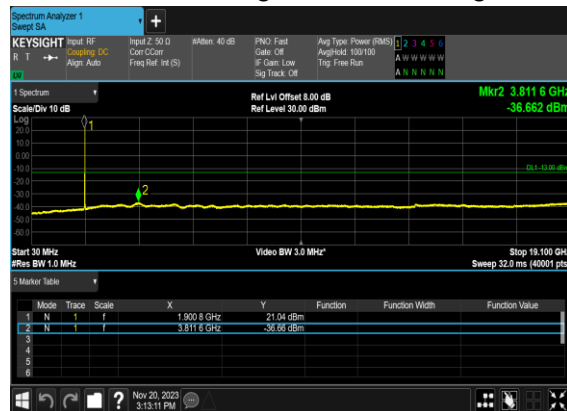 Spectrum Analyzer 1
Swept SA
KEYSIGHT Input: RF Input Z: 50 Ω #Atten: 40 dB PNO: Fast Avg Type: Power (RMS) 1 2 3 4 5 6
R T Coupling: DC Corr CCorr Gate: Off Avg|Hold: 100/100 A W W W W W
Align: Auto Freq Ref: Int (S) IF Gain: Low Trig: Free Run
Sig Track: Off A N N N N N
1 Spectrum Ref Lvl Offset 8.00 dB Mkr2 3.811 6 GHz
Scale/Div 10 dB Ref Level 30.00 dBm -36.662 dBm
Log
20.0
1
10.0
0.00
-10.0
DL1 -13.00 dBm
-20.0
-30.0
2
-40.0
-50.0
-60.0
Start 30 MHz Video BW 3.0 MHz* Stop 19.100 GHz
#Res BW 1.0 MHz Sweep 32.0 ms (40001 pts)
5 Marker Table
Mode Trace Scale X Y Function Function Width Function Value
1 N 1 f 1.900 8 GHz 21.04 dBm
2 N 1 f 3.811 6 GHz -36.66 dBm
3
4
5
6
? Nov 20, 2023
3:13:11 PM